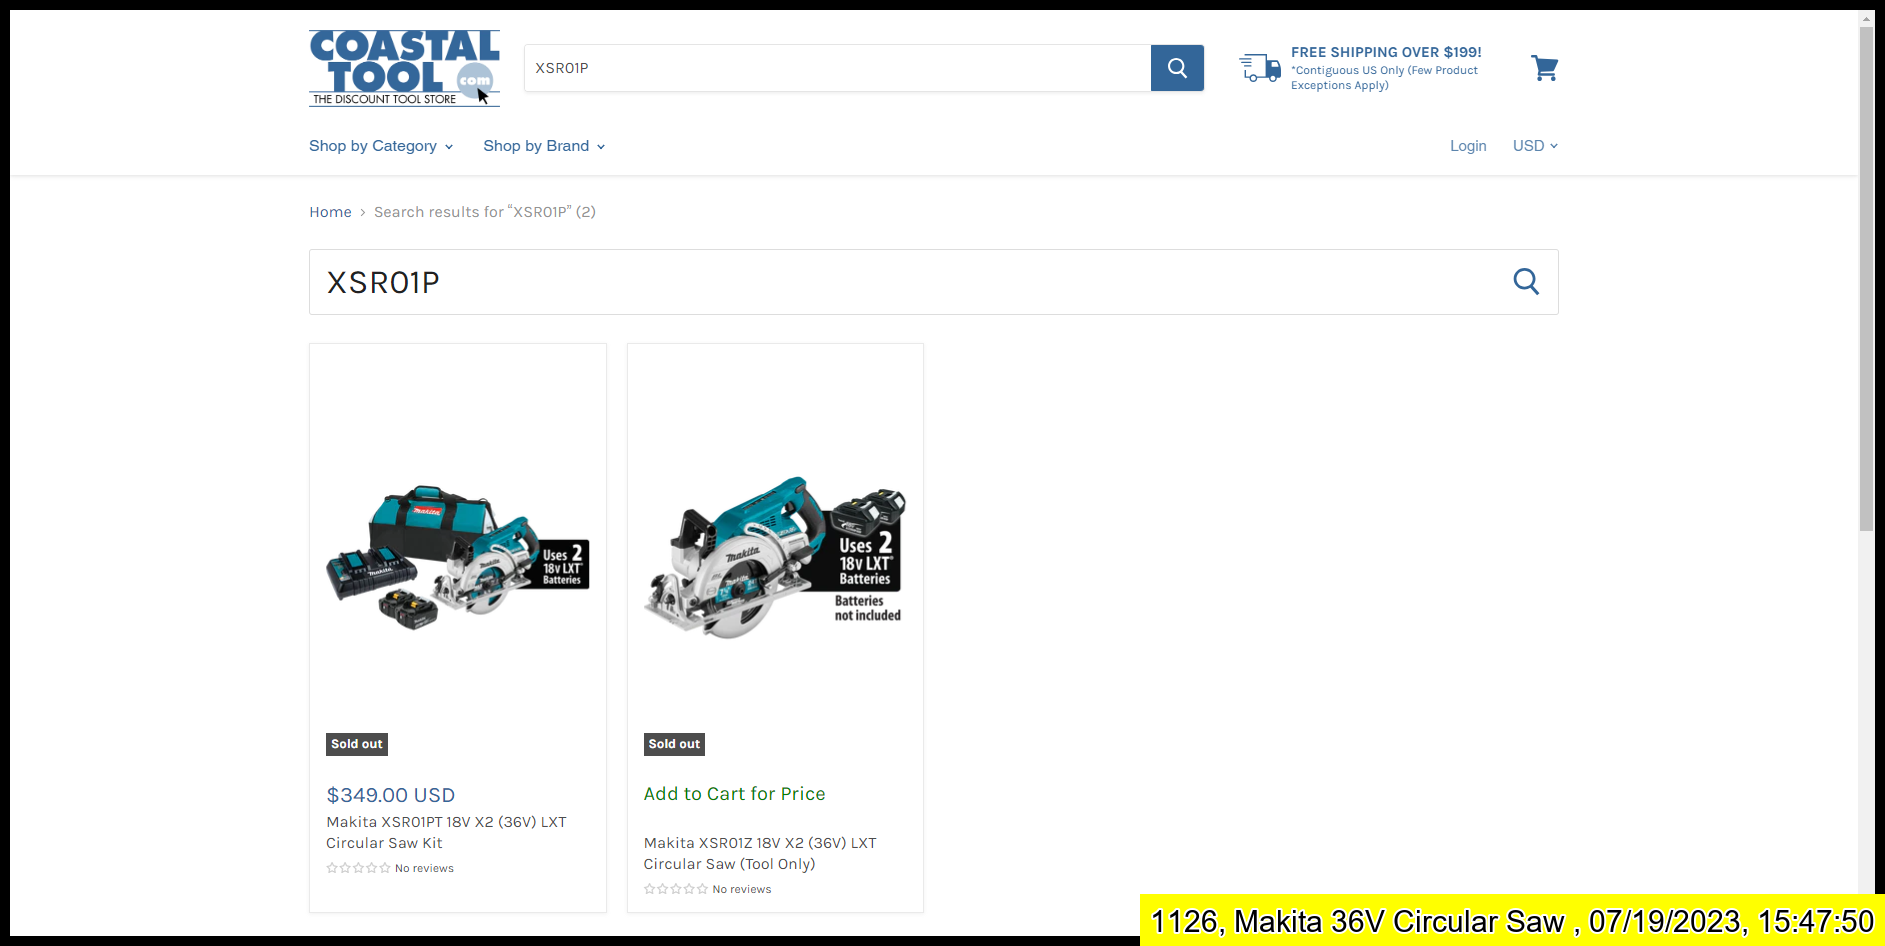 COASTAL
TOOL com
THE DISCOUNT TOOL STORE
XSR01P
FREE SHIPPING OVER $199!
*Contiguous US Only (Few Product
Exceptions Apply)
Shop by Category
Shop by Brand
Login
USD
Home › Search results for “XSR01P” (2)
XSR01P
makita
makita
Uses 2
18v LXT
Batteries
Sold out
$349.00 USD
Makita XSR01PT 18V X2 (36V) LXT
Circular Saw Kit
No reviews
makita
makita
Uses 2
18v LXT
Batteries
Batteries
not included
Sold out
Add to Cart for Price
Makita XSR01Z 18V X2 (36V) LXT
Circular Saw (Tool Only)
No reviews
1126, Makita 36V Circular Saw , 07/19/2023, 15:47:50